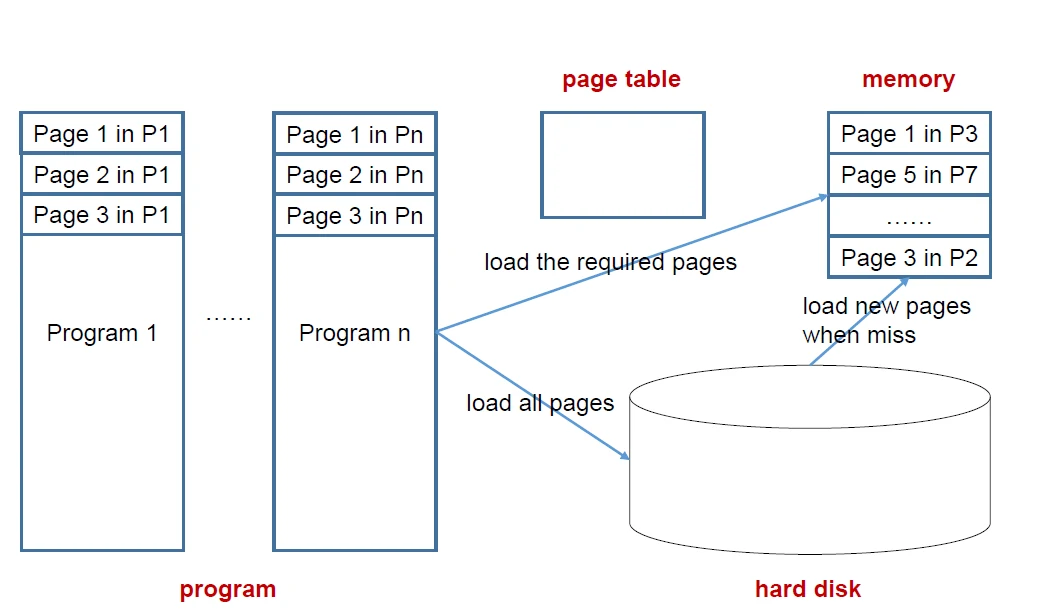 page table
memory
Page 1 in P1
Page 2 in P1
Page 3 in P1
Program 1
......
Page 1 in Pn
Page 2 in Pn
Page 3 in Pn
Program n
Page 1 in P3
Page 5 in P7
......
Page 3 in P2
load the required pages
load new pages
when miss
load all pages
program
hard disk